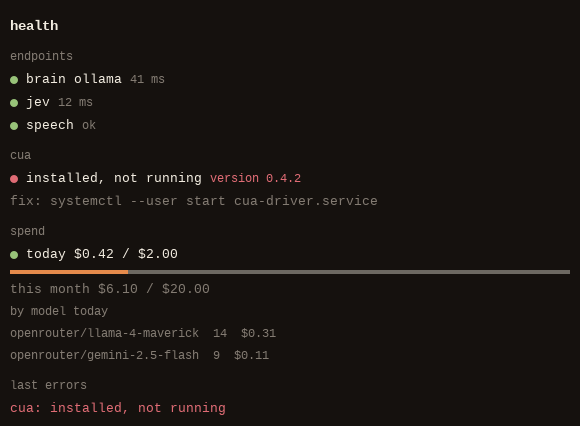 health
endpoints
brain ollama 41 ms
jev 12 ms
speech ok
cua
installed, not running version 0.4.2
fix: systemctl --user start cua-driver.service
spend
today $0.42 / $2.00
this month $6.10 / $20.00
by model today
openrouter/llama-4-maverick 14 $0.31
openrouter/gemini-2.5-flash 9 $0.11
last errors
cua: installed, not running